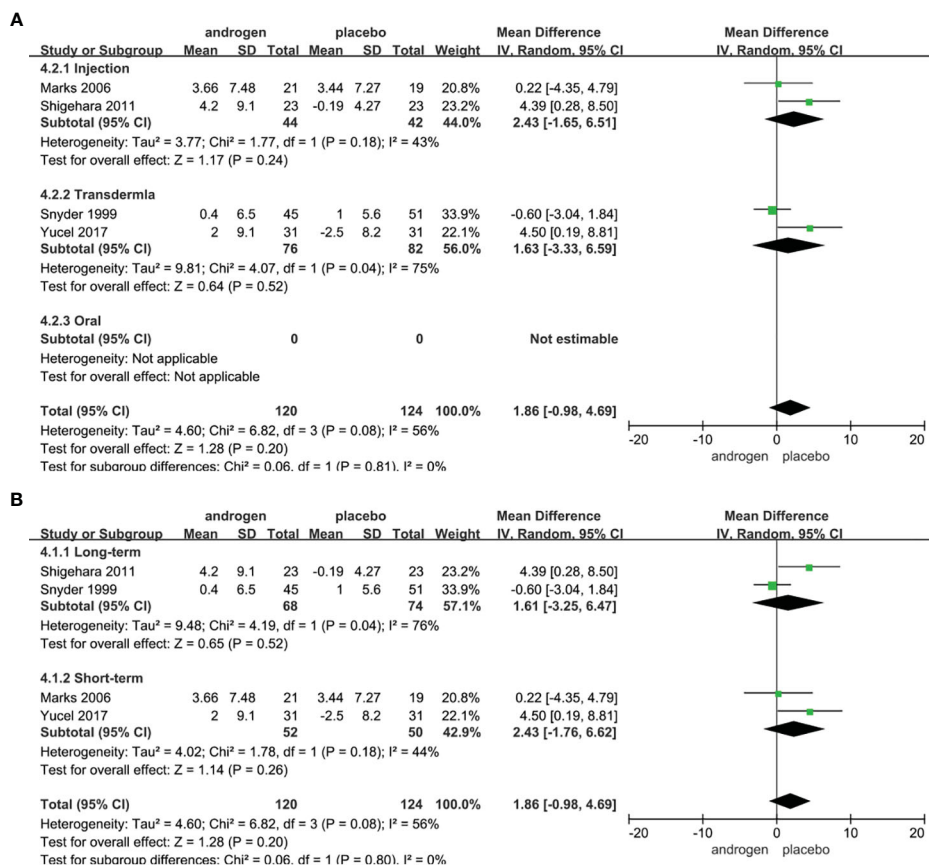 A
androgen placebo Mean Difference Mean Difference
Study or Subgroup Mean SD Total Mean SD Total Weight IV, Random, 95% CI IV, Random, 95% CI
4.2.1 Injection
Marks 2006 3.66 7.48 21 3.44 7.27 19 20.8% 0.22 [-4.35, 4.79]
Shigehara 2011 4.2 9.1 23 -0.19 4.27 23 23.2% 4.39 [0.28, 8.50]
Subtotal (95% CI) 44 42 44.0% 2.43 [-1.65, 6.51]
Heterogeneity: Tau² = 3.77; Chi² = 1.77, df = 1 (P = 0.18); I² = 43%
Test for overall effect: Z = 1.17 (P = 0.24)
4.2.2 Transdermla
Snyder 1999 0.4 6.5 45 1 5.6 51 33.9% -0.60 [-3.04, 1.84]
Yucel 2017 2 9.1 31 -2.5 8.2 31 22.1% 4.50 [0.19, 8.81]
Subtotal (95% CI) 76 82 56.0% 1.63 [-3.33, 6.59]
Heterogeneity: Tau² = 9.81; Chi² = 4.07, df = 1 (P = 0.04); I² = 75%
Test for overall effect: Z = 0.64 (P = 0.52)
4.2.3 Oral
Subtotal (95% CI) 0 0 Not estimable
Heterogeneity: Not applicable
Test for overall effect: Not applicable
Total (95% CI) 120 124 100.0% 1.86 [-0.98, 4.69]
Heterogeneity: Tau² = 4.60; Chi² = 6.82, df = 3 (P = 0.08); I² = 56%
Test for overall effect: Z = 1.28 (P = 0.20)
Test for subgroup differences: Chi² = 0.06, df = 1 (P = 0.81), I² = 0%
-20 -10 0 10 20
androgen placebo
B
androgen placebo Mean Difference Mean Difference
Study or Subgroup Mean SD Total Mean SD Total Weight IV, Random, 95% CI IV, Random, 95% CI
4.1.1 Long-term
Shigehara 2011 4.2 9.1 23 -0.19 4.27 23 23.2% 4.39 [0.28, 8.50]
Snyder 1999 0.4 6.5 45 1 5.6 51 33.9% -0.60 [-3.04, 1.84]
Subtotal (95% CI) 68 74 57.1% 1.61 [-3.25, 6.47]
Heterogeneity: Tau² = 9.48; Chi² = 4.19, df = 1 (P = 0.04); I² = 76%
Test for overall effect: Z = 0.65 (P = 0.52)
4.1.2 Short-term
Marks 2006 3.66 7.48 21 3.44 7.27 19 20.8% 0.22 [-4.35, 4.79]
Yucel 2017 2 9.1 31 -2.5 8.2 31 22.1% 4.50 [0.19, 8.81]
Subtotal (95% CI) 52 50 42.9% 2.43 [-1.76, 6.62]
Heterogeneity: Tau² = 4.02; Chi² = 1.78, df = 1 (P = 0.18); I² = 44%
Test for overall effect: Z = 1.14 (P = 0.26)
Total (95% CI) 120 124 100.0% 1.86 [-0.98, 4.69]
Heterogeneity: Tau² = 4.60; Chi² = 6.82, df = 3 (P = 0.08); I² = 56%
Test for overall effect: Z = 1.28 (P = 0.20)
Test for subgroup differences: Chi² = 0.06, df = 1 (P = 0.80), I² = 0%
-20 -10 0 10 20
androgen placebo